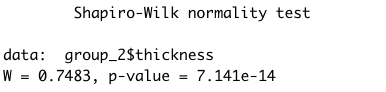 Shapiro-Wilk normality test
data:  group_2$thickness
W = 0.7483, p-value = 7.141e-14